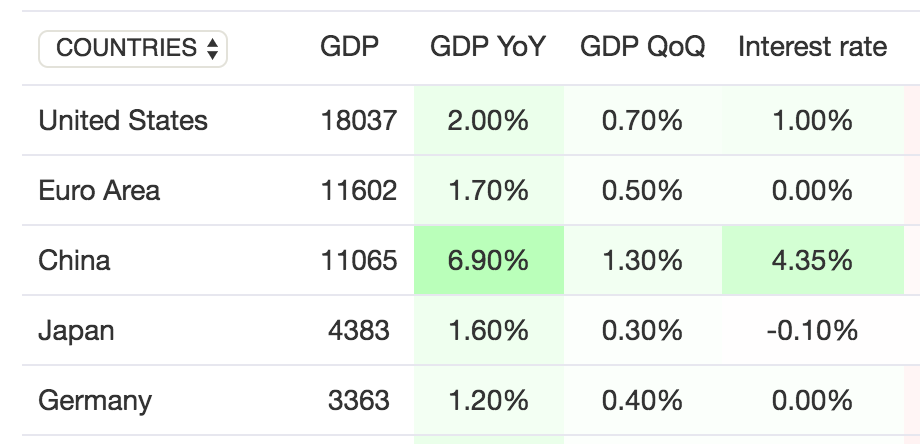 COUNTRIES GDP GDP YoY GDP QoQ Interest rate
United States 18037 2.00% 0.70% 1.00%
Euro Area 11602 1.70% 0.50% 0.00%
China 11065 6.90% 1.30% 4.35%
Japan 4383 1.60% 0.30% -0.10%
Germany 3363 1.20% 0.40% 0.00%